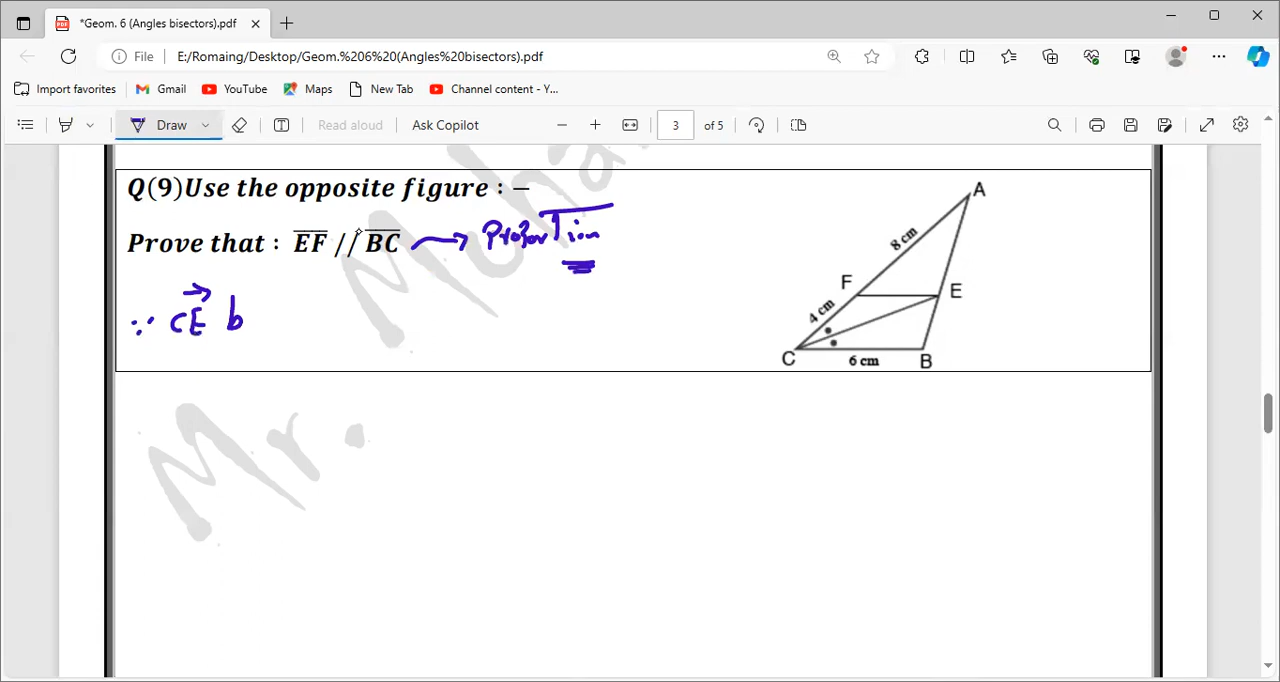 *Geom. 6 (Angles bisectors).pdf
File
E:/Romaing/Desktop/Geom.%206%20(Angles%20bisectors).pdf
Import favorites
Gmail
YouTube
Maps
New Tab
Channel content - Y...
Draw
Read aloud
Ask Copilot
3
of 5
Q(9)Use the opposite figure : −
Prove that : EF // BC
∵ CE b
A
8 cm
F
E
4 cm
C
6 cm
B
Mr. Moha